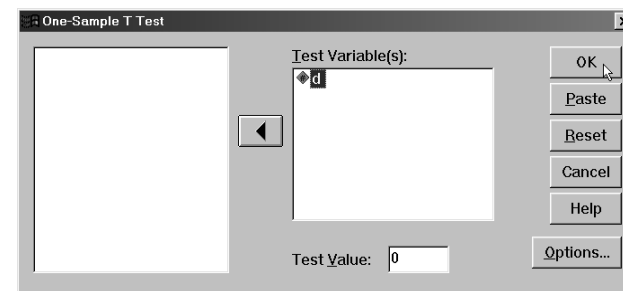 One-Sample T Test
Test Variable(s):
d
OK
Paste
Reset
Cancel
Help
Test Value: 0
Options...